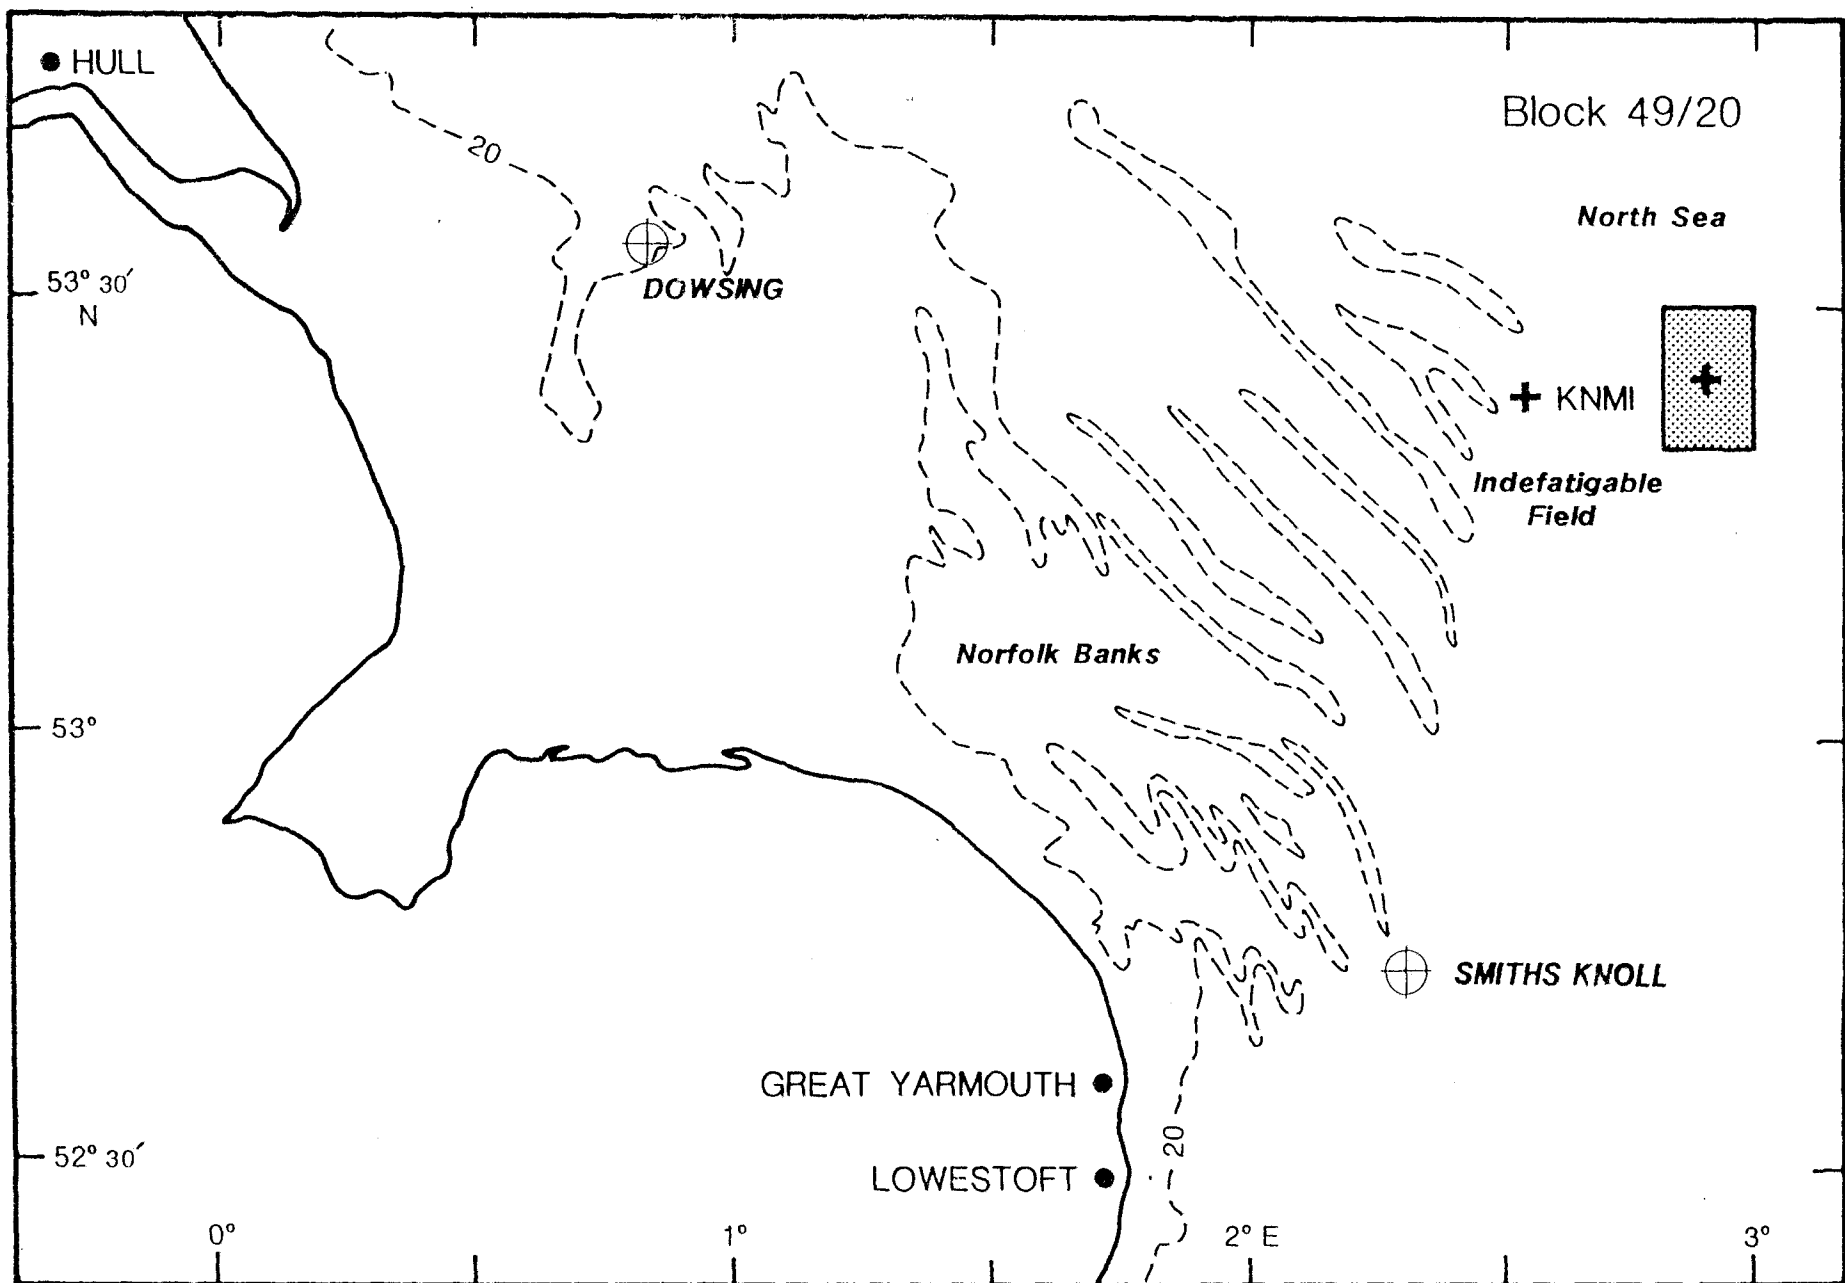 HULL
Block 49/20
20
North Sea
53° 30′
N
DOWSING
KNMI
Indefatigable
Field
Norfolk Banks
53°
SMITHS KNOLL
GREAT YARMOUTH
20
52° 30′
LOWESTOFT
0°
1°
2° E
3°